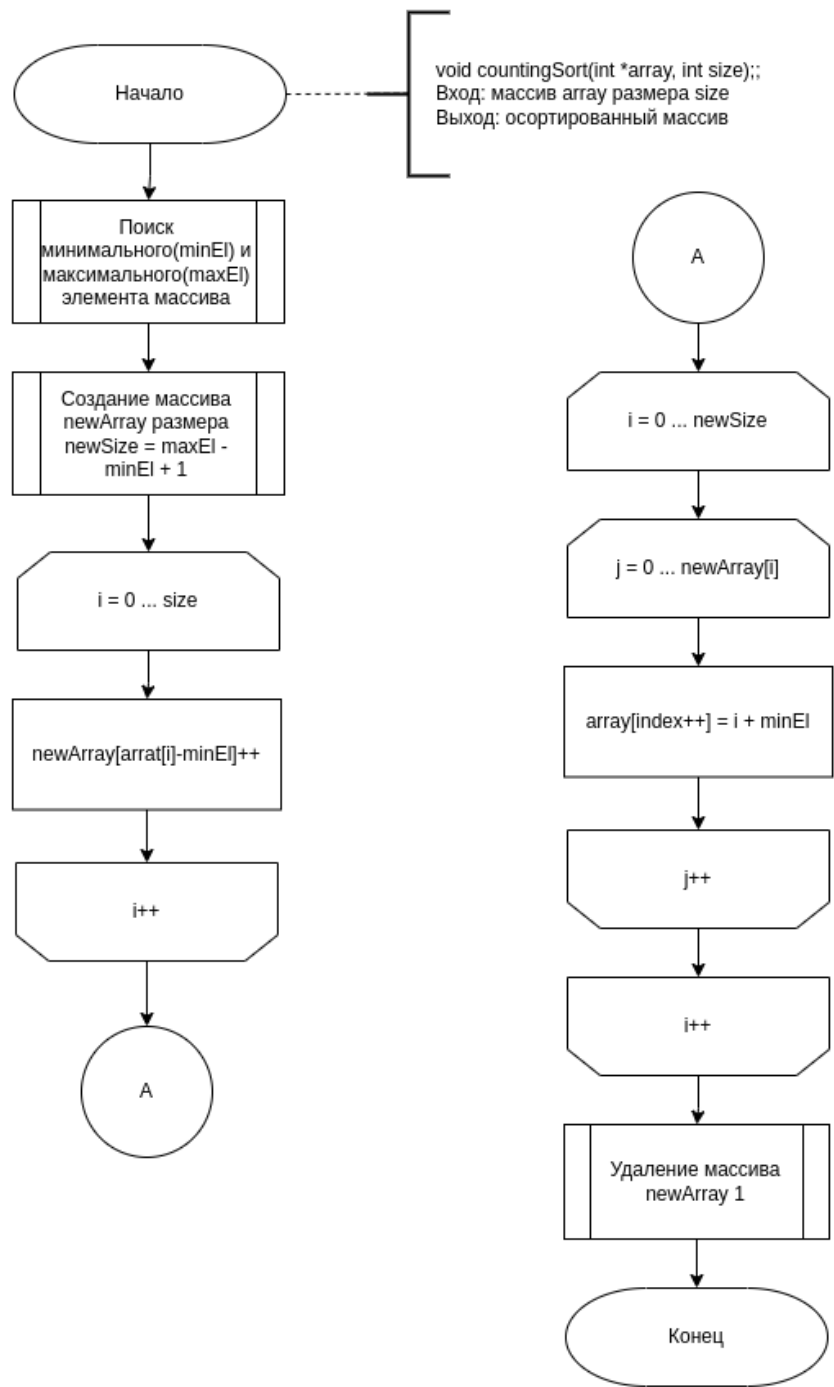 Начало
void countingSort(int *array, int size);;
Вход: массив array размера size
Выход: осортированный массив
Поиск
минимального(minEl) и
максимального(maxEl)
элемента массива
Создание массива
newArray размера
newSize = maxEl -
minEl + 1
i = 0 ... size
newArray[arrat[i]-minEl]++
i++
A
A
i = 0 ... newSize
j = 0 ... newArray[i]
array[index++] = i + minEl
j++
i++
Удаление массива
newArray 1
Конец